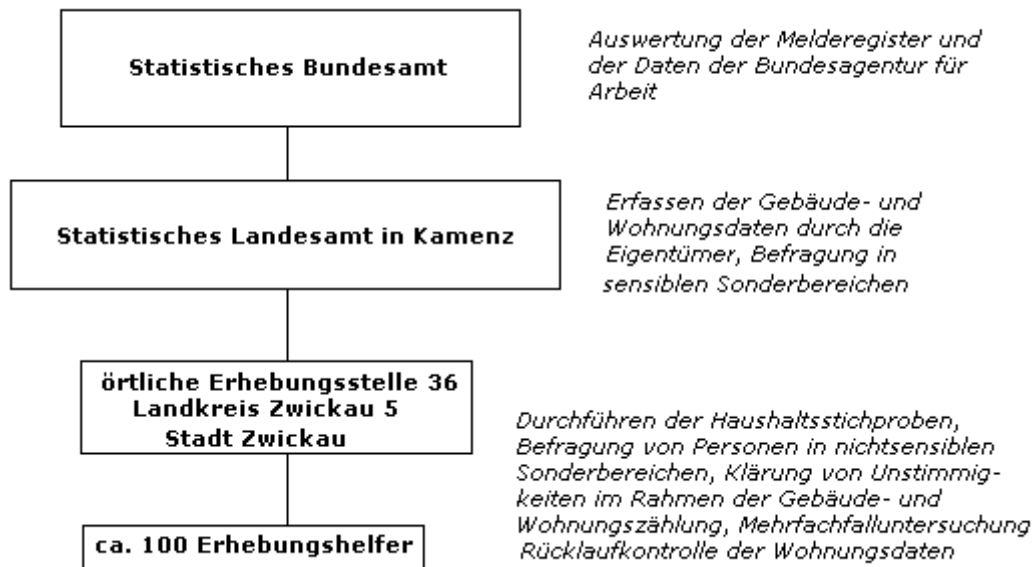 Statistisches Bundesamt
Auswertung der Melderegister und
der Daten der Bundesagentur für
Arbeit
Statistisches Landesamt in Kamenz
Erfassen der Gebäude- und
Wohnungsdaten durch die
Eigentümer, Befragung in
sensiblen Sonderbereichen
örtliche Erhebungsstelle 36
Landkreis Zwickau 5
Stadt Zwickau
Durchführen der Haushaltsstichproben,
Befragung von Personen in nichtsensiblen
Sonderbereichen, Klärung von Unstimmig-
keiten im Rahmen der Gebäude- und
Wohnungszählung, Mehrfachfalluntersuchung
Rücklaufkontrolle der Wohnungsdaten
ca. 100 Erhebungshelfer